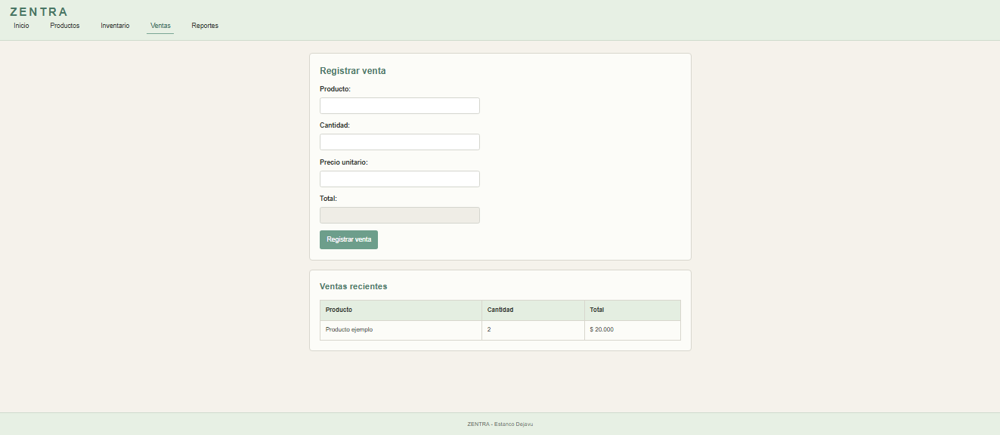 ZENTRA
Inicio Productos Inventario Ventas Reportes
Registrar venta
Producto:
Cantidad:
Precio unitario:
Total:
Registrar venta
Ventas recientes
Producto Cantidad Total
Producto ejemplo 2 $ 20.000
ZENTRA - Estanco Dejavu